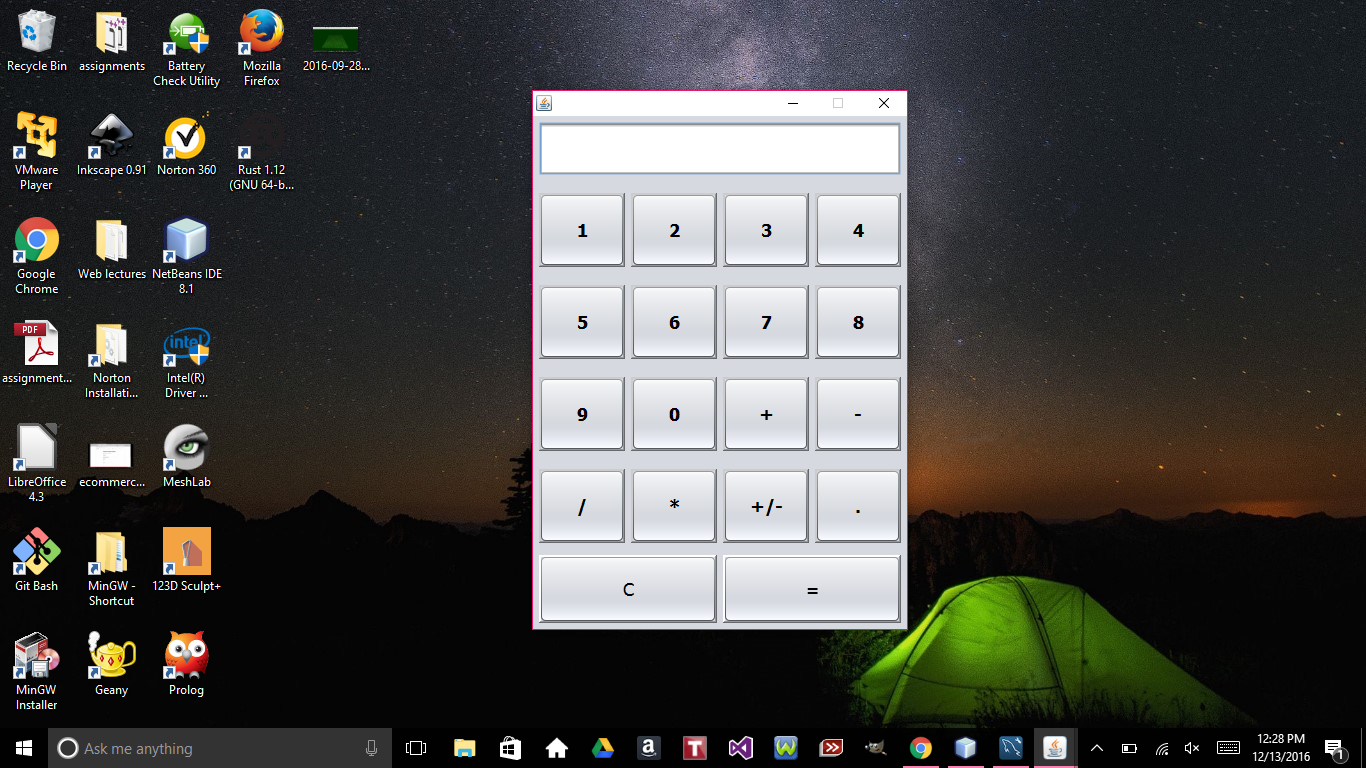 Recycle Bin
assignments
Battery
Check Utility
Mozilla
Firefox
2016-09-28...
VMware
Player
Inkscape 0.91
Norton 360
Rust 1.12
(GNU 64-b...
Google
Chrome
Web lectures
NetBeans IDE
8.1
PDF
assignment...
Norton
Installati...
intel
Intel(R)
Driver ...
LibreOffice
4.3
ecommerc...
MeshLab
Git Bash
MinGW -
Shortcut
123D Sculpt+
MinGW
Installer
Geany
Prolog
1 2 3 4
5 6 7 8
9 0 + -
/ * +/- .
C =
Ask me anything
a
T
W
12:28 PM
12/13/2016
1